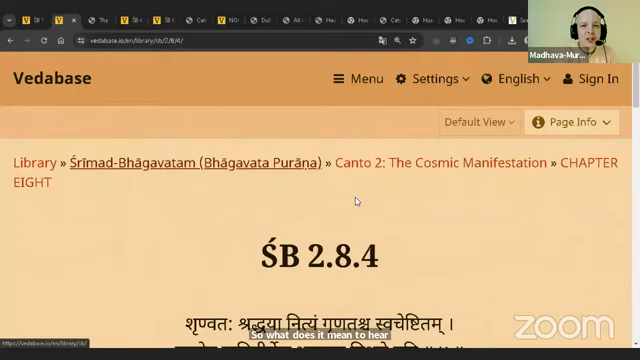 vedabase.io/en/library/sb/2/8/4/
Madhava-Mur...
Vedabase
Menu Settings English Sign In
Default View Page Info
Library » Śrīmad-Bhāgavatam (Bhāgavata Purāṇa) » Canto 2: The Cosmic Manifestation » CHAPTER
EIGHT
ŚB 2.8.4
शृण्वत: श्रद्धया नित्यं गृणतश्च स्वचेष्टितम् ।
So what does it mean to hear
https://vedabase.io/en/library/sb/
zoom